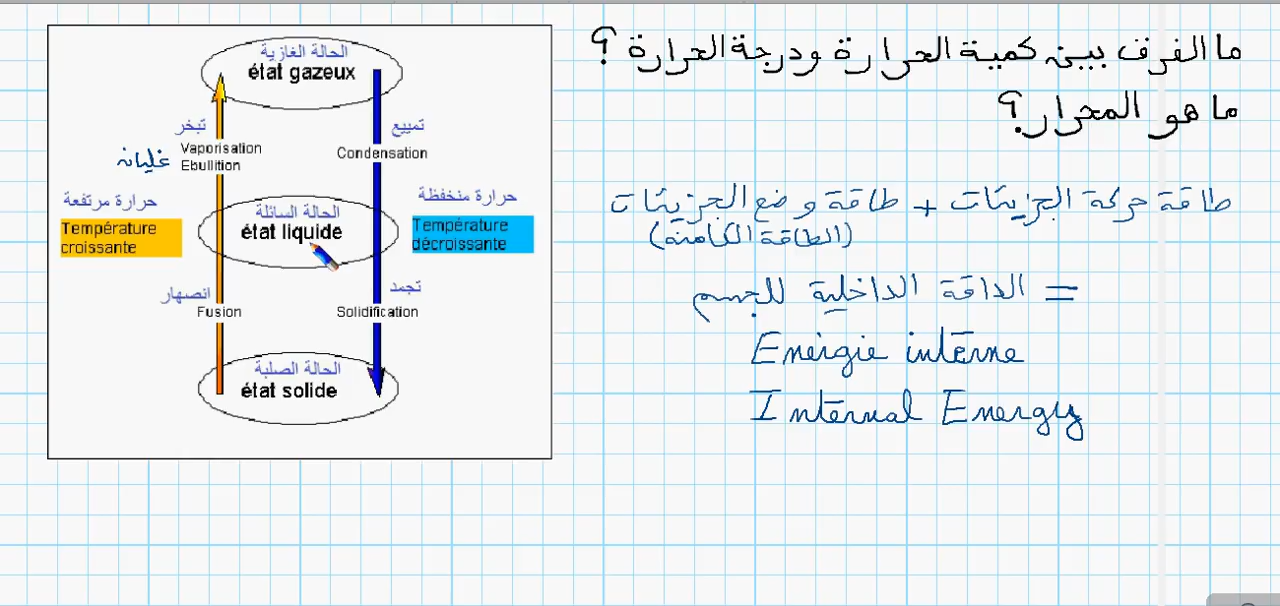 ما الفرق بين كمية الحرارة ودرجة الحرارة ؟
ما هو المحرار؟
طاقة حركة الجزيئات + طاقة وضع الجزيئات
(الطاقة الكامنة)
= الداقة الداخلية للجسم
Energie interne
Internal Energy
الحالة الغازية
état gazeux
تبخر
Vaporisation
غليان
Ebullition
تمييع
Condensation
حرارة مرتفعة
Température
croissante
الحالة السائلة
état liquide
حرارة منخفظة
Température
décroissante
انصهار
Fusion
تجمد
Solidification
الحالة الصلبة
état solide